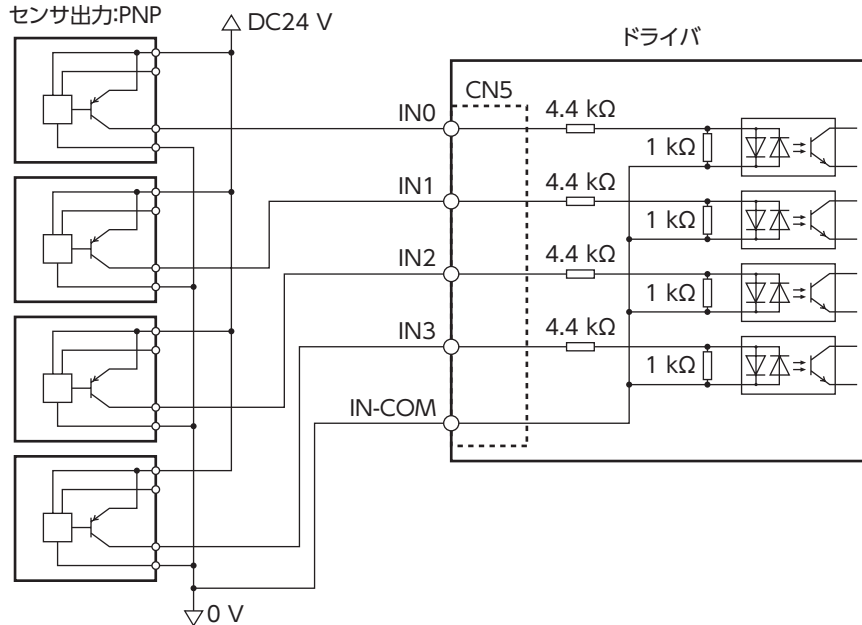 センサ出力:PNP
DC24 V
ドライバ
CN5
IN0
4.4 kΩ
1 kΩ
IN1
4.4 kΩ
1 kΩ
IN2
4.4 kΩ
1 kΩ
IN3
4.4 kΩ
1 kΩ
IN-COM
0 V